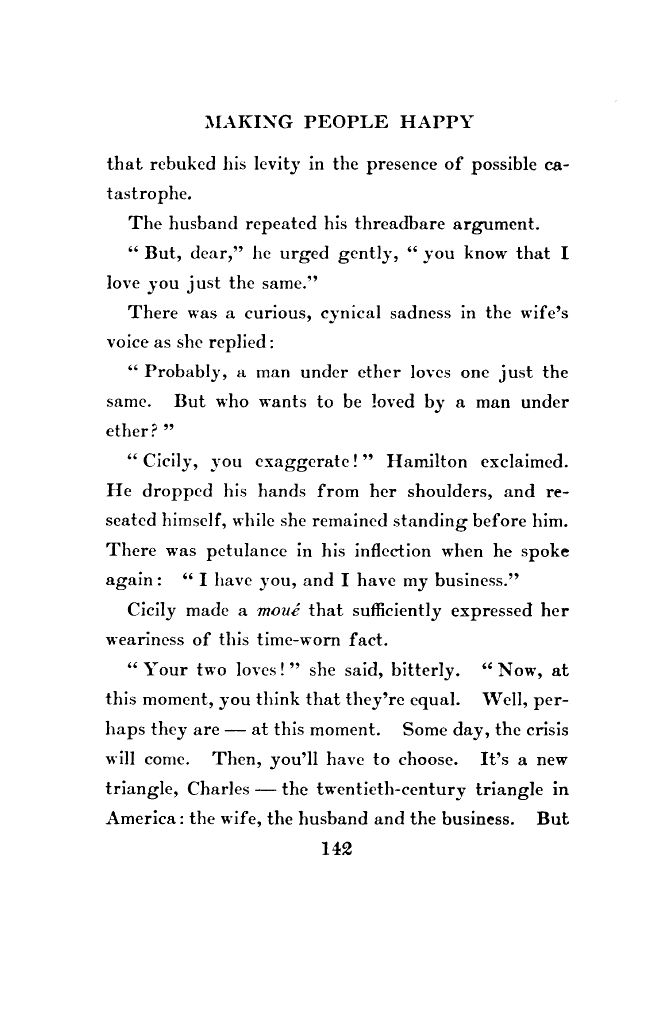 MAKING PEOPLE HAPPY
that rebuked his levity in the presence of possible ca-
tastrophe.
The husband repeated his threadbare argument.
“ But, dear,” he urged gently, “ you know that I
love you just the same.”
There was a curious, cynical sadness in the wife’s
voice as she replied:
“ Probably, a man under ether loves one just the
same. But who wants to be loved by a man under
ether? ”
“ Cicily, you exaggerate! ” Hamilton exclaimed.
He dropped his hands from her shoulders, and re-
seated himself, while she remained standing before him.
There was petulance in his inflection when he spoke
again: “ I have you, and I have my business.”
Cicily made a moué that sufficiently expressed her
weariness of this time-worn fact.
“ Your two loves! ” she said, bitterly. “ Now, at
this moment, you think that they’re equal. Well, per-
haps they are — at this moment. Some day, the crisis
will come. Then, you’ll have to choose. It’s a new
triangle, Charles — the twentieth-century triangle in
America: the wife, the husband and the business. But
142